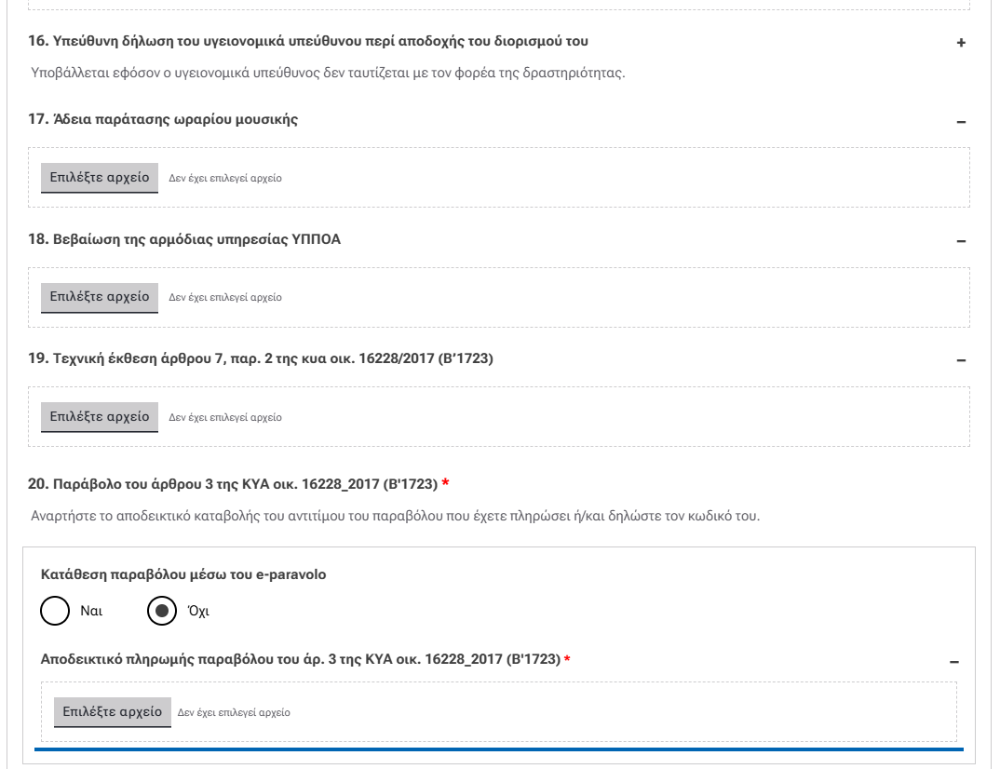 16. Υπεύθυνη δήλωση του υγειονομικά υπεύθυνου περί αποδοχής του διορισμού του
+
Υποβάλλεται εφόσον ο υγειονομικά υπεύθυνος δεν ταυτίζεται με τον φορέα της δραστηριότητας.
17. Άδεια παράτασης ωραρίου μουσικής
–
Επιλέξτε αρχείο Δεν έχει επιλεγεί αρχείο
18. Βεβαίωση της αρμόδιας υπηρεσίας ΥΠΠΟΑ
–
Επιλέξτε αρχείο Δεν έχει επιλεγεί αρχείο
19. Τεχνική έκθεση άρθρου 7, παρ. 2 της κυα οικ. 16228/2017 (Β’1723)
–
Επιλέξτε αρχείο Δεν έχει επιλεγεί αρχείο
20. Παράβολο του άρθρου 3 της ΚΥΑ οικ. 16228_2017 (Β'1723) *
Αναρτήστε το αποδεικτικό καταβολής του αντιτίμου του παραβόλου που έχετε πληρώσει ή/και δηλώστε τον κωδικό του.
Κατάθεση παραβόλου μέσω του e-paravolo
Ναι Όχι
Αποδεικτικό πληρωμής παραβόλου του άρ. 3 της ΚΥΑ οικ. 16228_2017 (Β'1723) *
–
Επιλέξτε αρχείο Δεν έχει επιλεγεί αρχείο